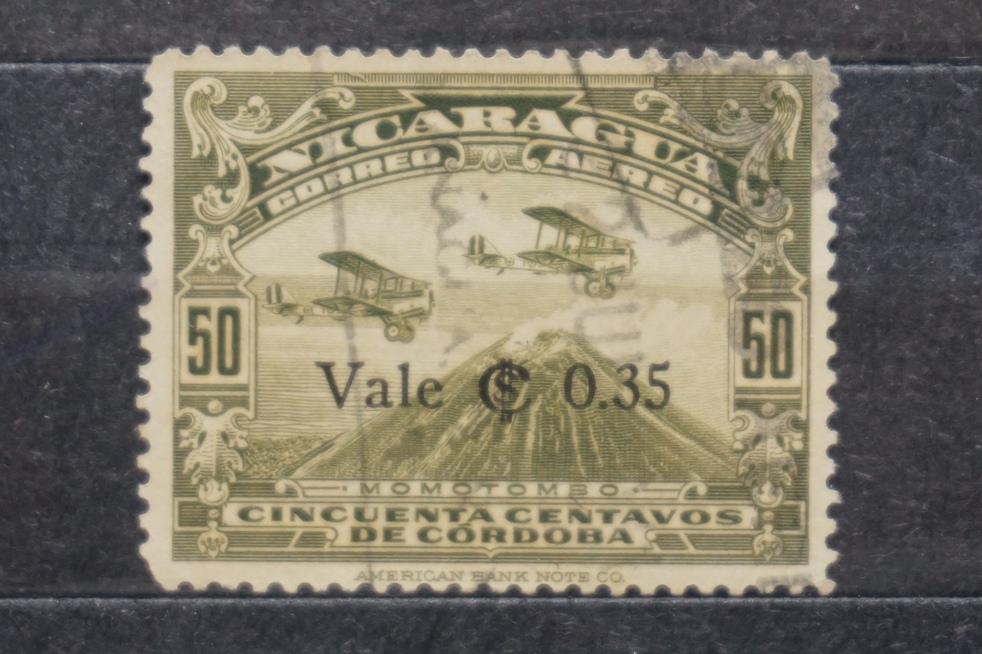 NICARAGUA
CORREO AEREO
50 50
Vale ₡$ 0.35
MOMOTOMBO
CINCUENTA CENTAVOS
DE CÓRDOBA
AMERICAN BANK NOTE CO.